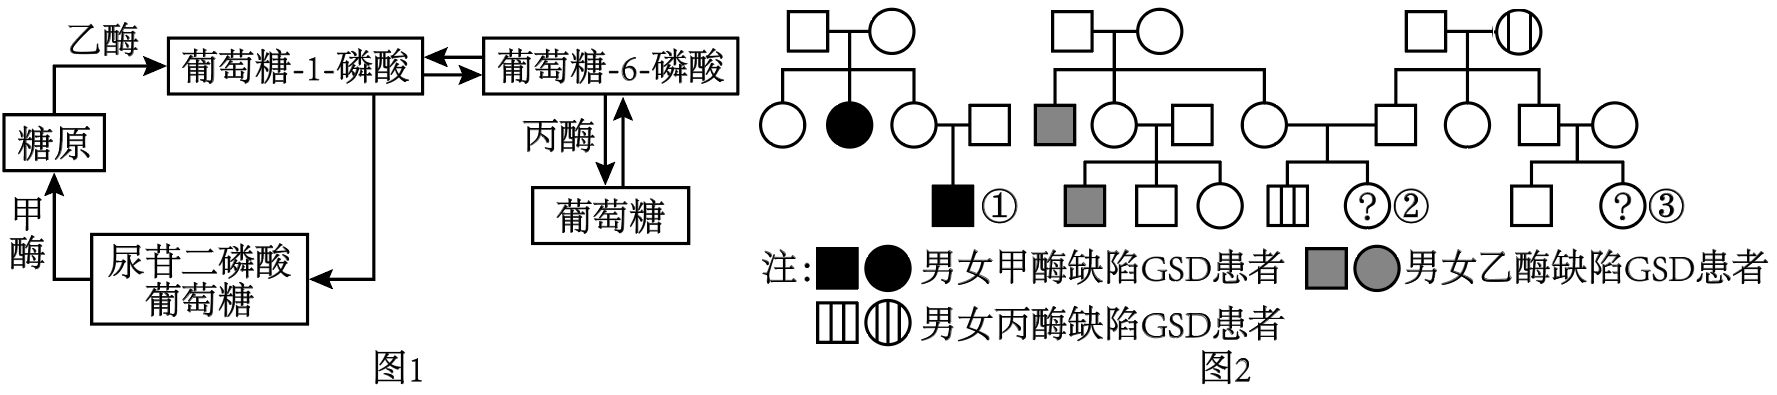 乙酶
葡萄糖-1-磷酸
葡萄糖-6-磷酸
糖原
丙酶
甲酶
葡萄糖
尿苷二磷酸
葡萄糖
图1
①
?②
?③
注:
男女甲酶缺陷GSD患者
男女乙酶缺陷GSD患者
男女丙酶缺陷GSD患者
图2